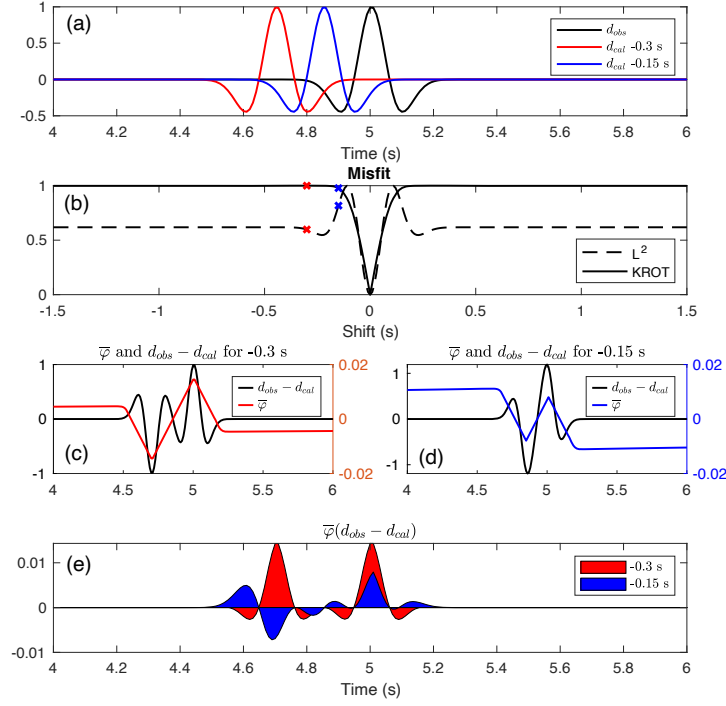 (a)
1
0.5
0
-0.5
d_obs
d_cal -0.3 s
d_cal -0.15 s
4 4.2 4.4 4.6 4.8 5 5.2 5.4 5.6 5.8 6
Time (s)
Misfit
(b)
1
0.5
0
L²
KROT
-1.5 -1 -0.5 0 0.5 1 1.5
Shift (s)
φ̅ and d_obs − d_cal for -0.3 s
(c)
1
0
-1
0.02
0
-0.02
d_obs − d_cal
φ̅
4 4.5 5 5.5 6
φ̅ and d_obs − d_cal for -0.15 s
(d)
1
0
-1
0.02
0
-0.02
d_obs − d_cal
φ̅
4 4.5 5 5.5 6
φ̅(d_obs − d_cal)
(e)
0.01
0
-0.01
-0.3 s
-0.15 s
4 4.2 4.4 4.6 4.8 5 5.2 5.4 5.6 5.8 6
Time (s)